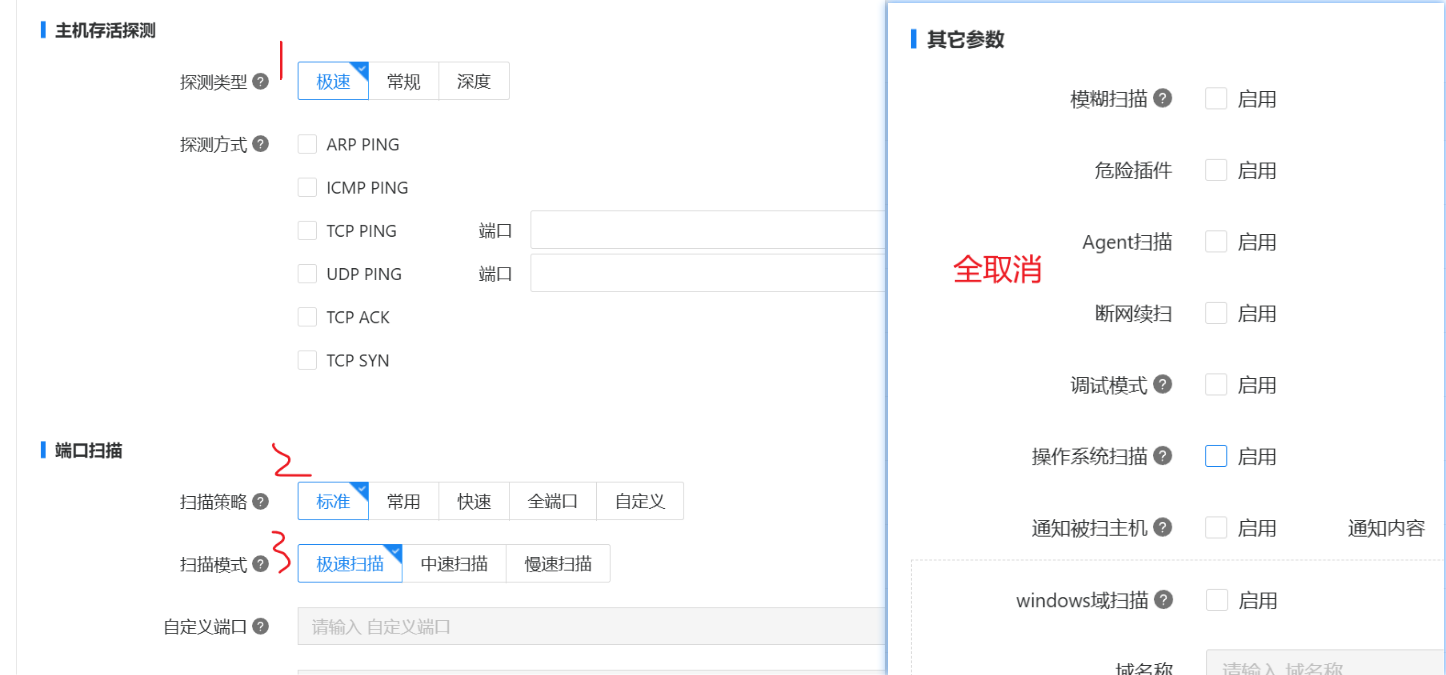 主机存活探测
1
探测类型 ? 极速 常规 深度
探测方式 ? ARP PING
ICMP PING
TCP PING 端口
UDP PING 端口
TCP ACK
TCP SYN
端口扫描
2
扫描策略 ? 标准 常用 快速 全端口 自定义
3
扫描模式 ? 极速扫描 中速扫描 慢速扫描
自定义端口 ? 请输入 自定义端口
其它参数
模糊扫描 ? 启用
危险插件 启用
Agent扫描 启用
全取消
断网续扫 启用
调试模式 ? 启用
操作系统扫描 ? 启用
通知被扫主机 ? 启用 通知内容
windows域扫描 ? 启用
域名称 请输入 域名称